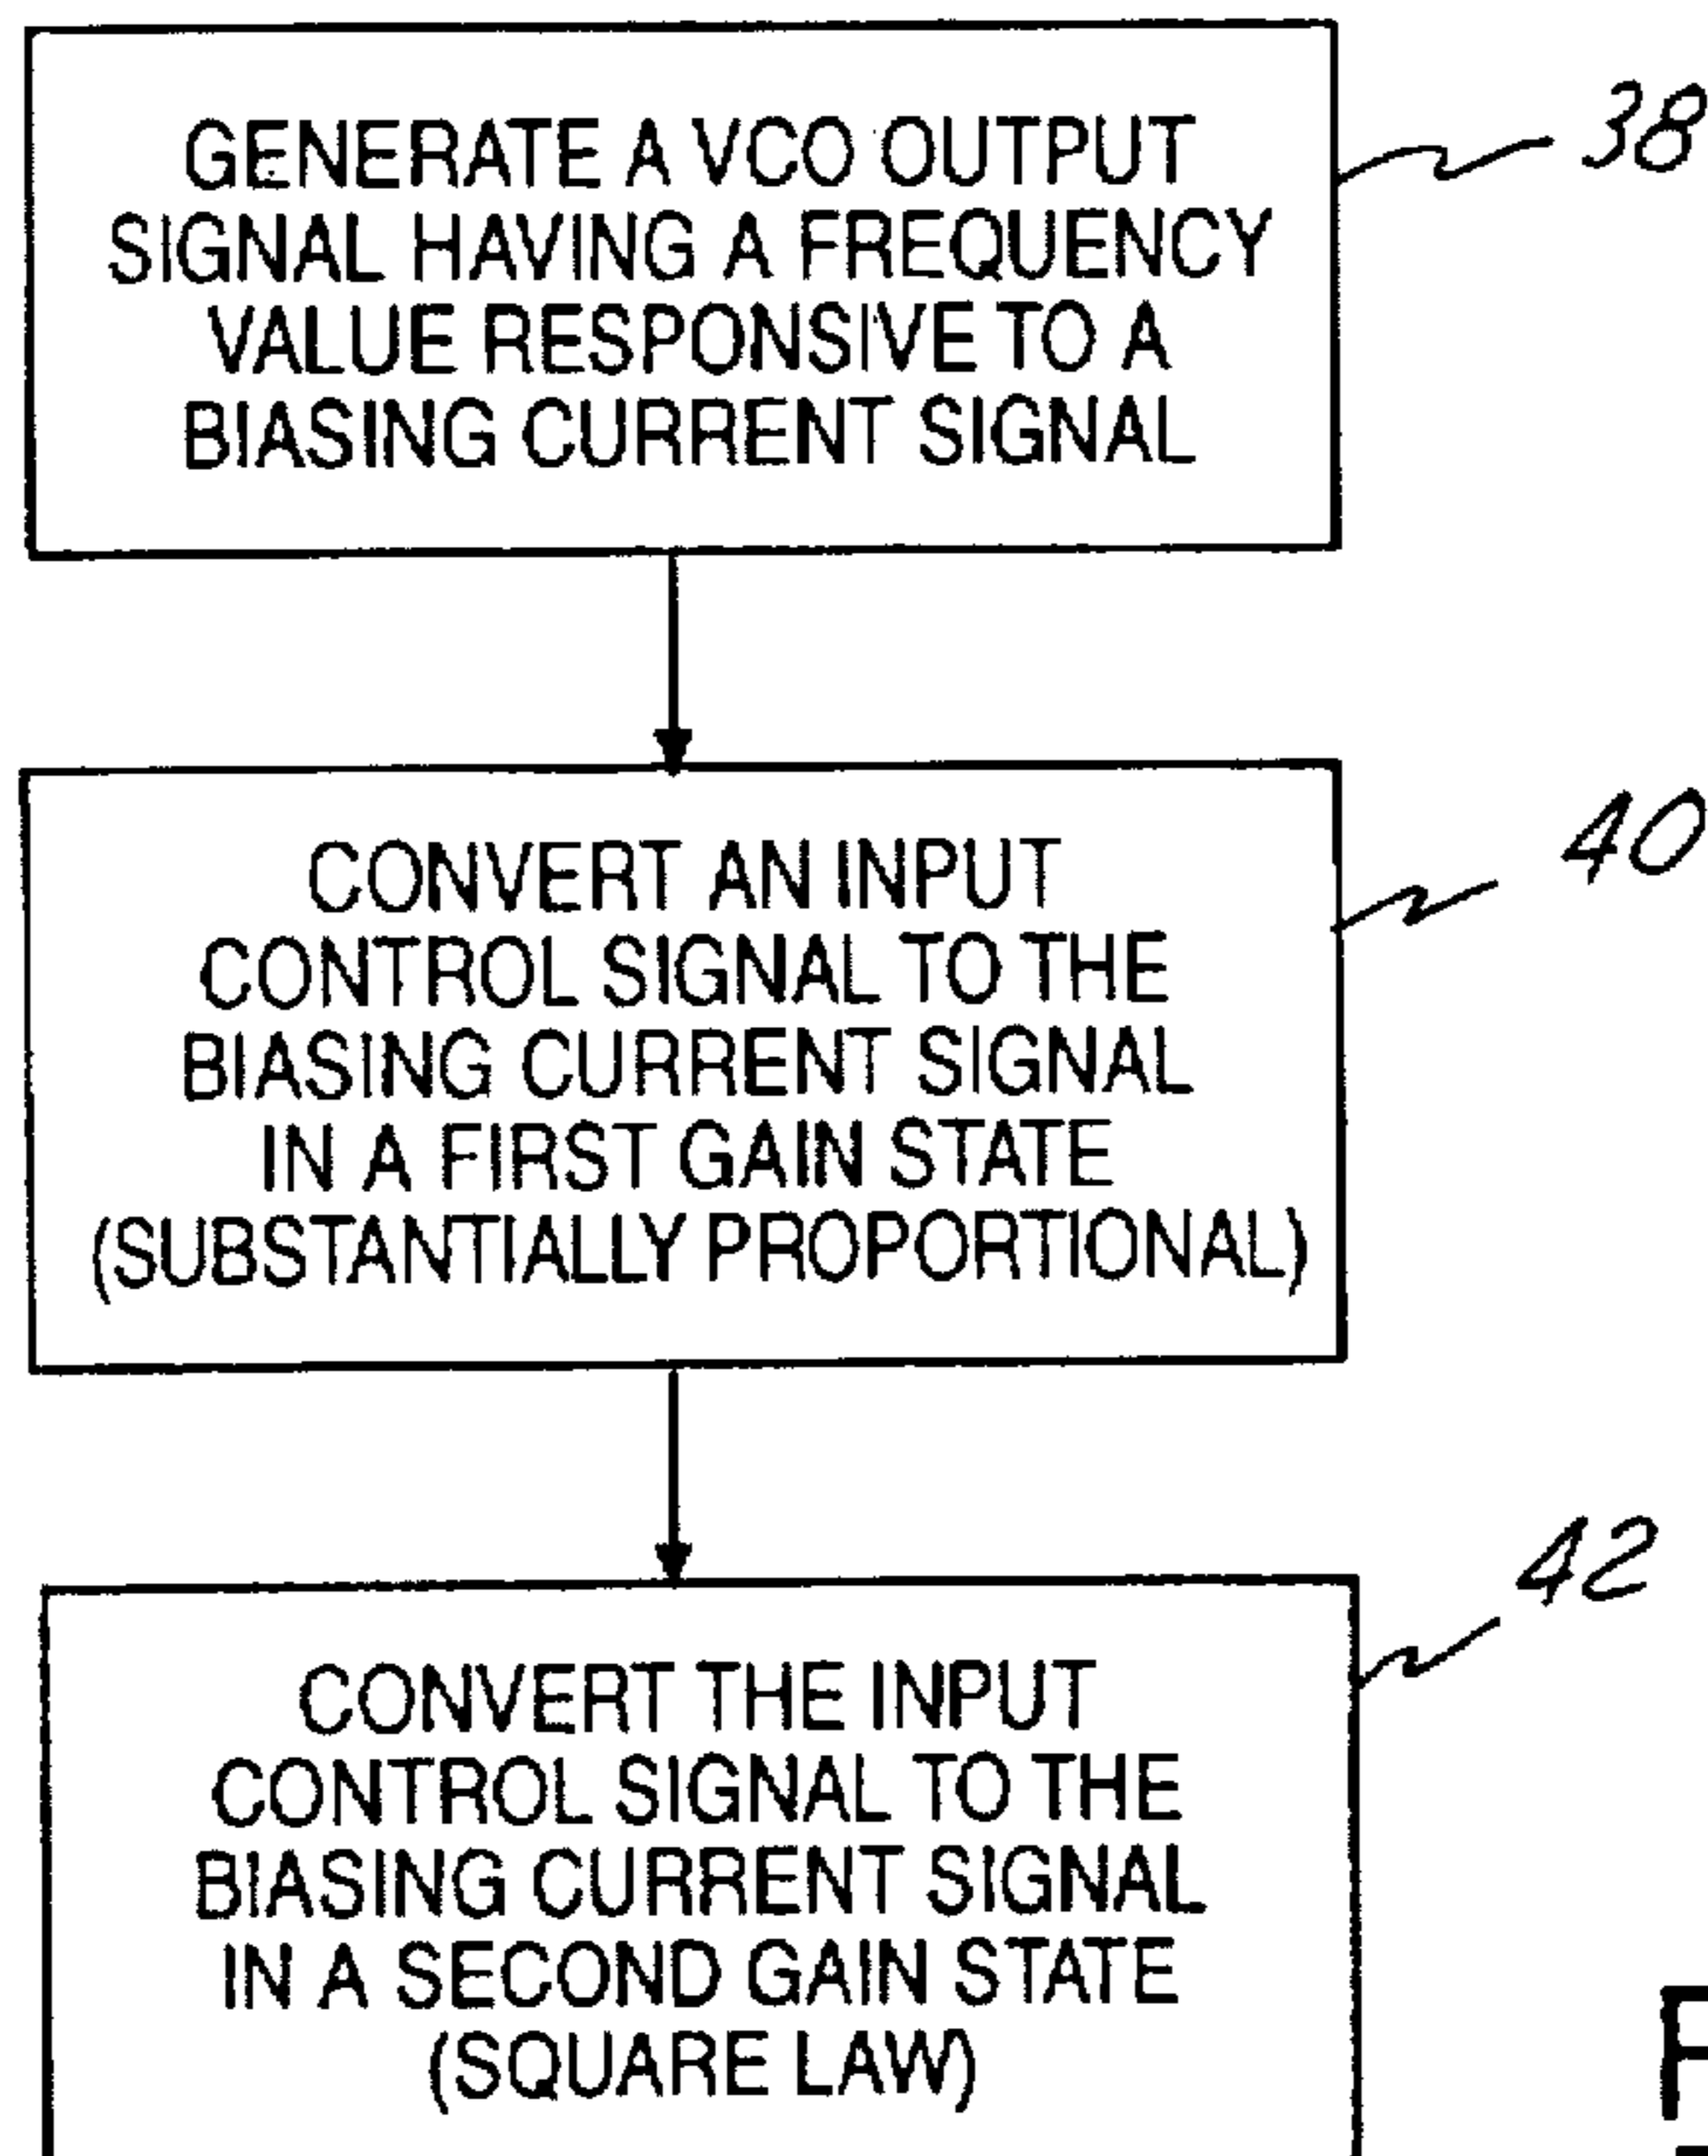 GENERATE A VCO OUTPUT
SIGNAL HAVING A FREQUENCY
VALUE RESPONSIVE TO A
BIASING CURRENT SIGNAL
38
CONVERT AN INPUT
CONTROL SIGNAL TO THE
BIASING CURRENT SIGNAL
IN A FIRST GAIN STATE
(SUBSTANTIALLY PROPORTIONAL)
40
CONVERT THE INPUT
CONTROL SIGNAL TO THE
BIASING CURRENT SIGNAL
IN A SECOND GAIN STATE
(SQUARE LAW)
42